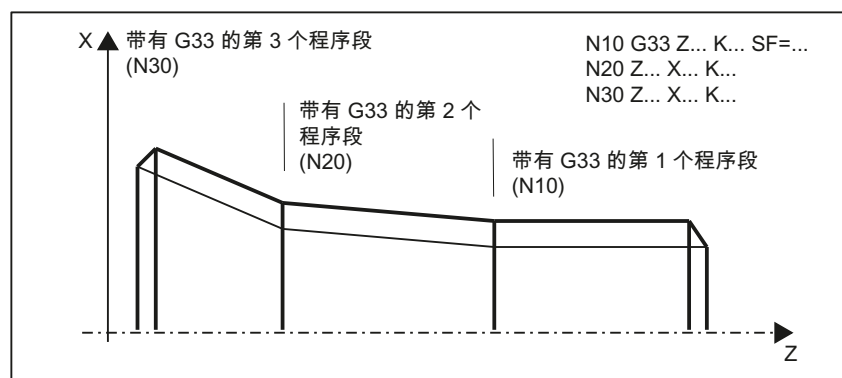 X
带有 G33 的第 3 个程序段
(N30)
带有 G33 的第 2 个
程序段
(N20)
带有 G33 的第 1 个程序段
(N10)
N10 G33 Z... K... SF=...
N20 Z... X... K...
N30 Z... X... K...
Z